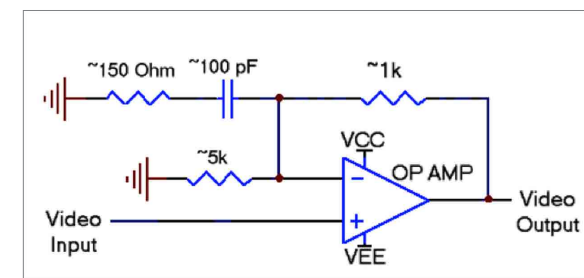 ~150 Ohm
~100 pF
~1k
~5k
VCC
OP AMP
−
+
VEE
Video
Input
Video
Output